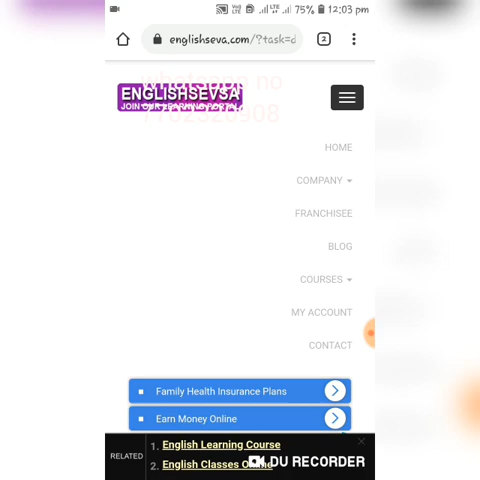 75% 12:03 pm
englishseva.com/?task=d
2
whatsapp no
ENGLISHSEVSA
JOIN OUR LEARNING PORTAL
7702320908
HOME
COMPANY
FRANCHISEE
BLOG
COURSES
MY ACCOUNT
CONTACT
Family Health Insurance Plans
Earn Money Online
RELATED
1. English Learning Course
2. English Classes Online
DU RECORDER